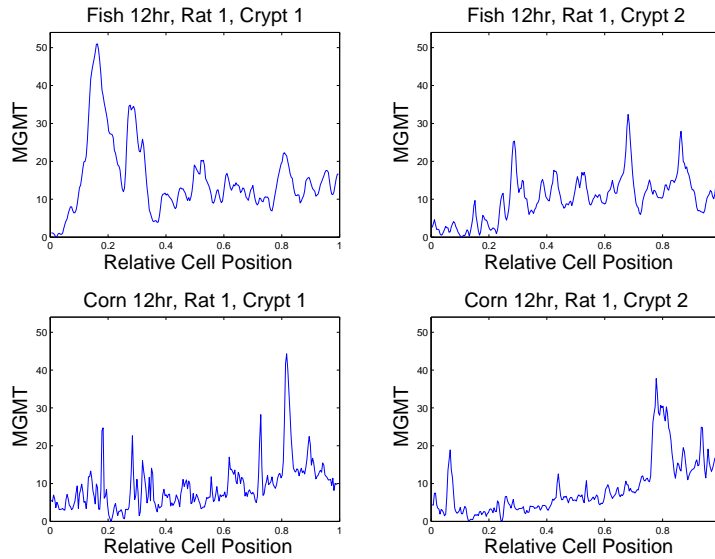 Fish 12hr, Rat 1, Crypt 1
Fish 12hr, Rat 1, Crypt 2
50
40
30
20
10
0
MGMT
0 0.2 0.4 0.6 0.8 1
Relative Cell Position
50
40
30
20
10
0
MGMT
0 0.2 0.4 0.6 0.8
Relative Cell Position
Corn 12hr, Rat 1, Crypt 1
Corn 12hr, Rat 1, Crypt 2
50
40
30
20
10
0
MGMT
0 0.2 0.4 0.6 0.8 1
Relative Cell Position
50
40
30
20
10
0
MGMT
0 0.2 0.4 0.6 0.8
Relative Cell Position